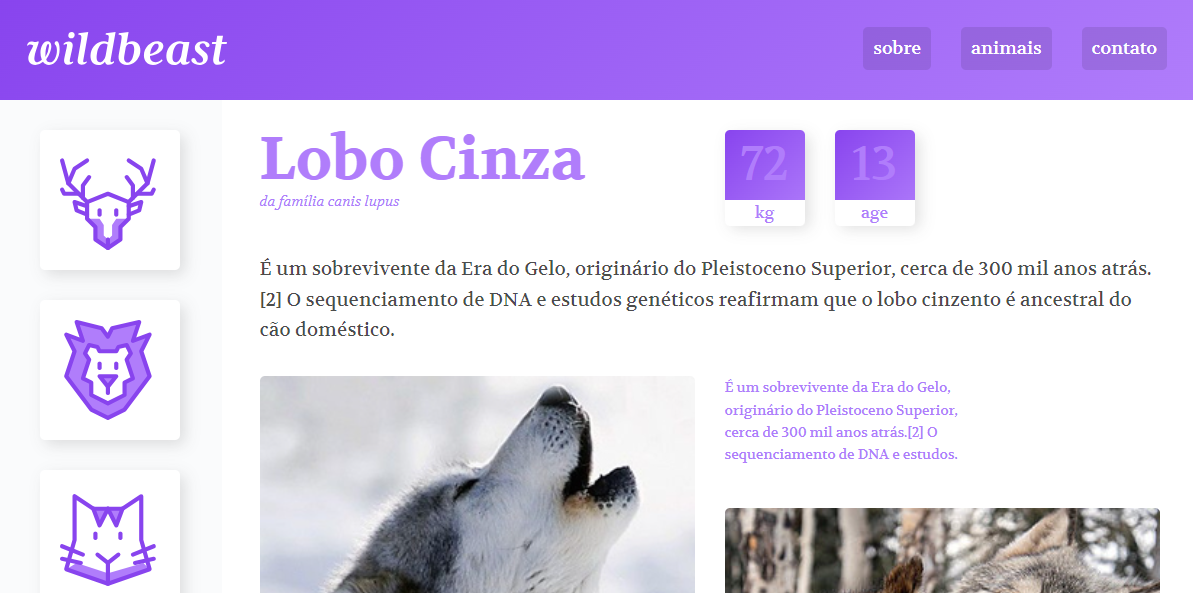 wildbeast
sobre
animais
contato
Lobo Cinza
da família canis lupus
72
kg
13
age
É um sobrevivente da Era do Gelo, originário do Pleistoceno Superior, cerca de 300 mil anos atrás.
[2] O sequenciamento de DNA e estudos genéticos reafirmam que o lobo cinzento é ancestral do
cão doméstico.
É um sobrevivente da Era do Gelo,
originário do Pleistoceno Superior,
cerca de 300 mil anos atrás.[2] O
sequenciamento de DNA e estudos.